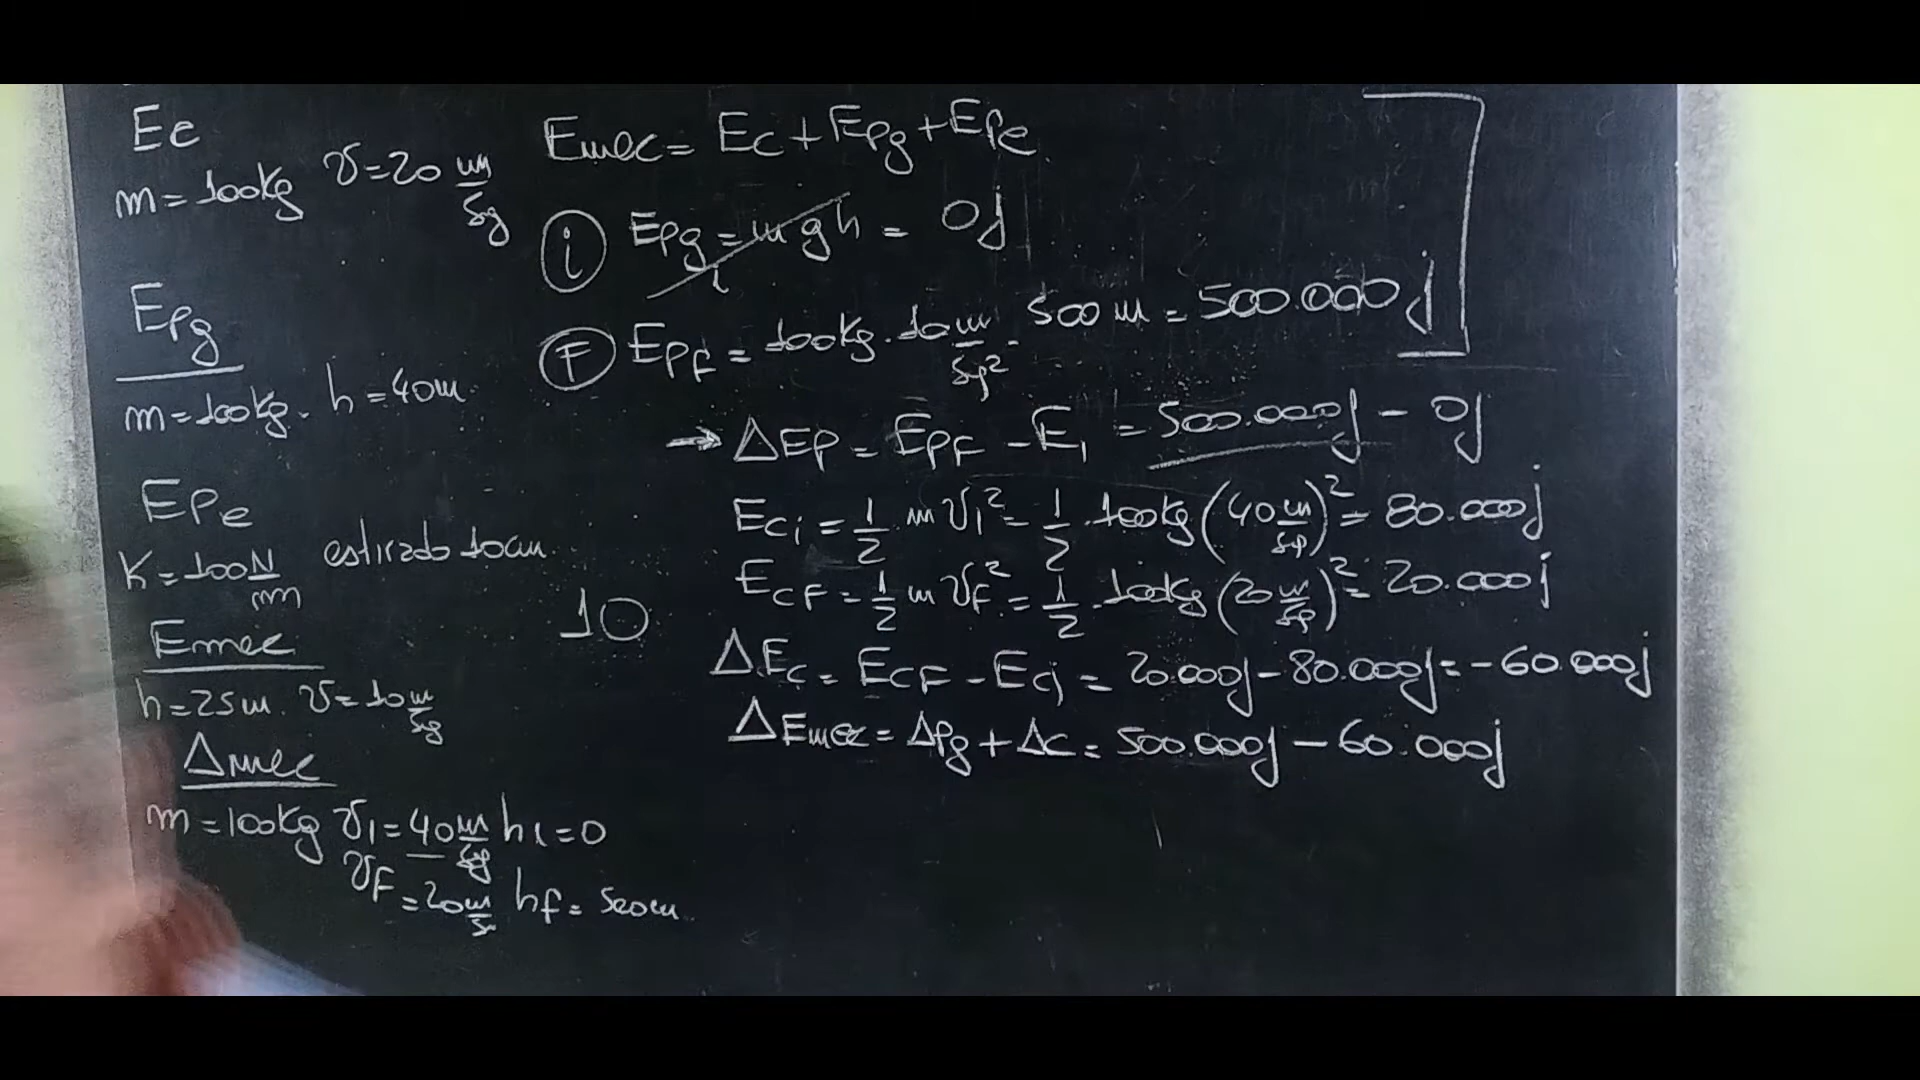 Ec
m=100kg v=20 m/sg
Epg
m=100kg. h=40m
EPe
K=100 N/m estirado 10cm
Emec
h=25m. v=10 m/sg
Δmec
m=100kg v1=40 m/sg h1=0
vF=20 m/s hf=500m
Emec= Ec+Epg+Epe
i Epgi=mgh= 0j
F EPF=100kg.10 m/sg².500m=500.000j
→ΔEP=EPF-E1=500.000j-0j
Eci=1/2 m v1²=1/2.100kg(40 m/sg)²=80.000j
ECF=1/2 m vF²=1/2.100kg(20 m/sg)²=20.000j
10
ΔEc=ECF-Eci=20.000j-80.000j=-60.000j
ΔEmec=ΔPg+Δc=500.000j-60.000j